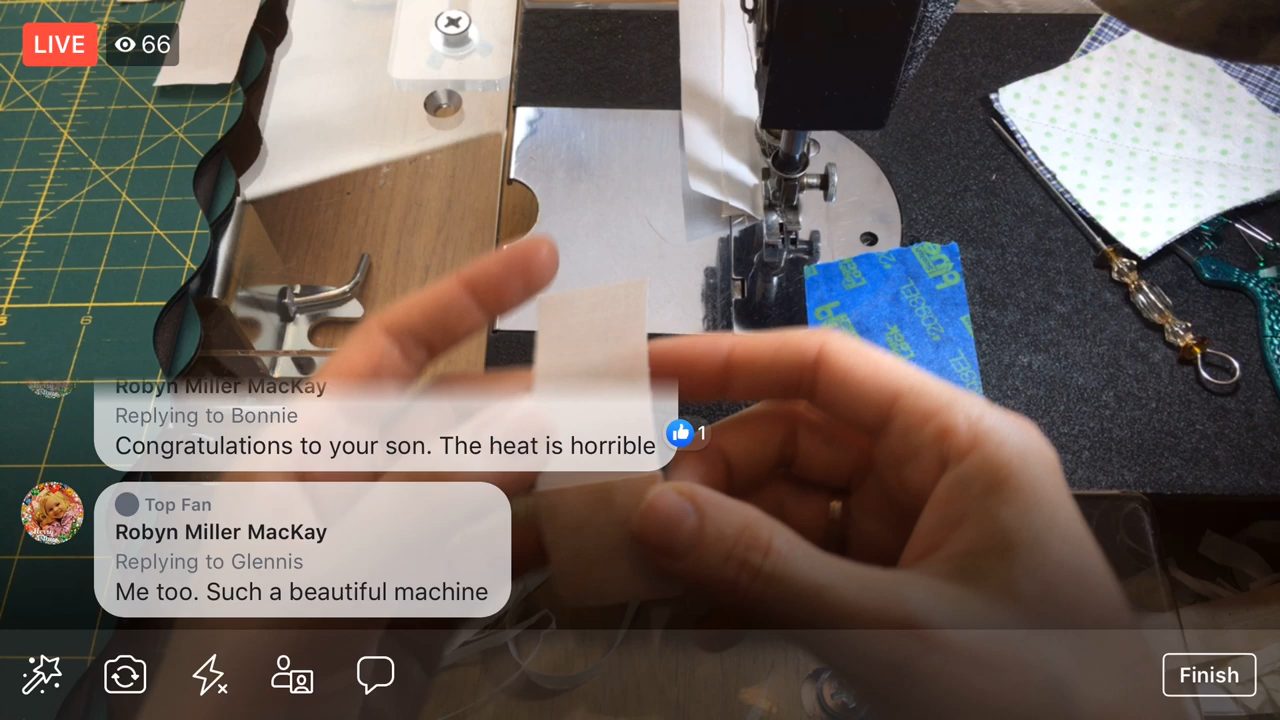 LIVE
66
6
Robyn Miller MacKay
Replying to Bonnie
Congratulations to your son. The heat is horrible
1
Top Fan
Robyn Miller MacKay
Replying to Glennis
Me too. Such a beautiful machine
Finish